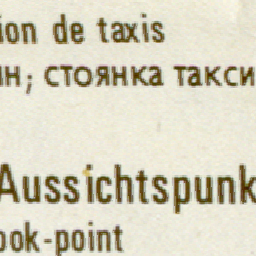 ion de taxis
ин; стоянка такси
Aussichtspunk
ook-point